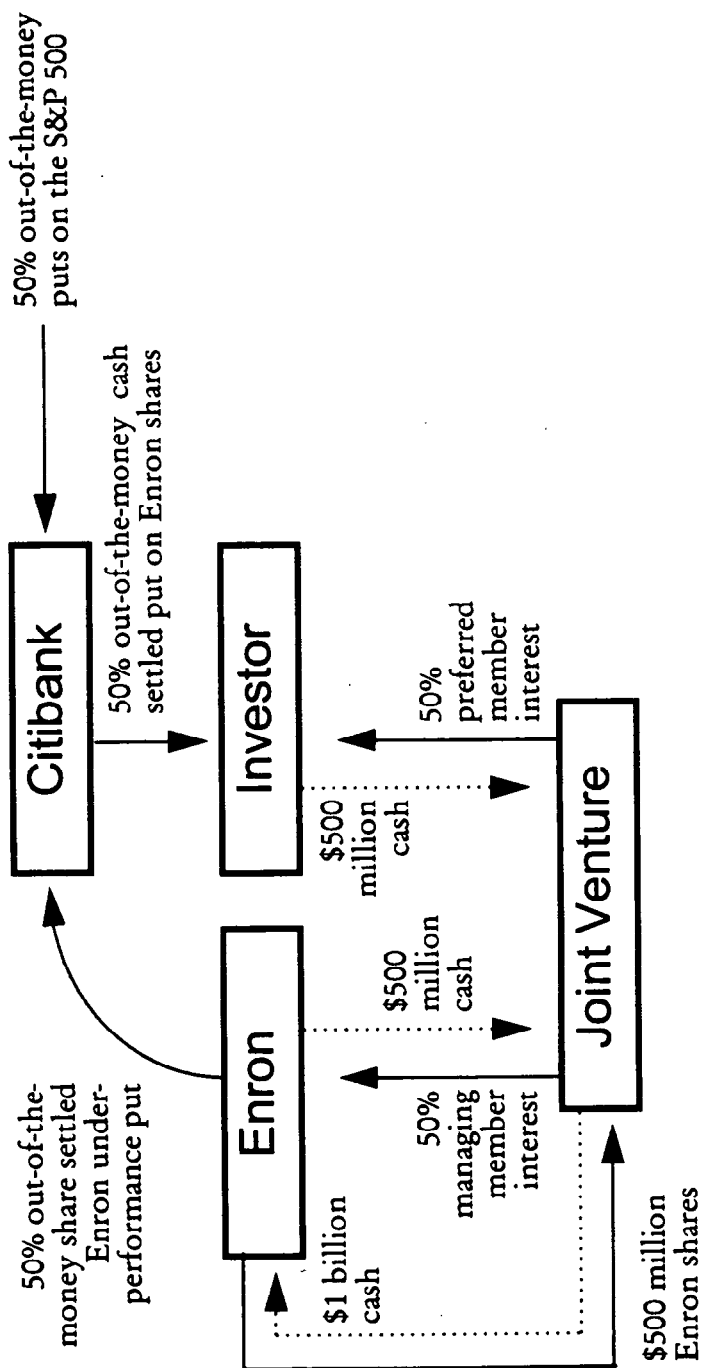 50% out-of-the-money
puts on the S&P 500
Citibank
50% out-of-the-money cash
settled put on Enron shares
50% out-of-the-
money share settled
Enron under-
performance put
Enron
Investor
$1 billion
cash
$500
million
cash
$500
million
cash
50%
managing
member
interest
50%
preferred
member
interest
Joint Venture
$500 million
Enron shares